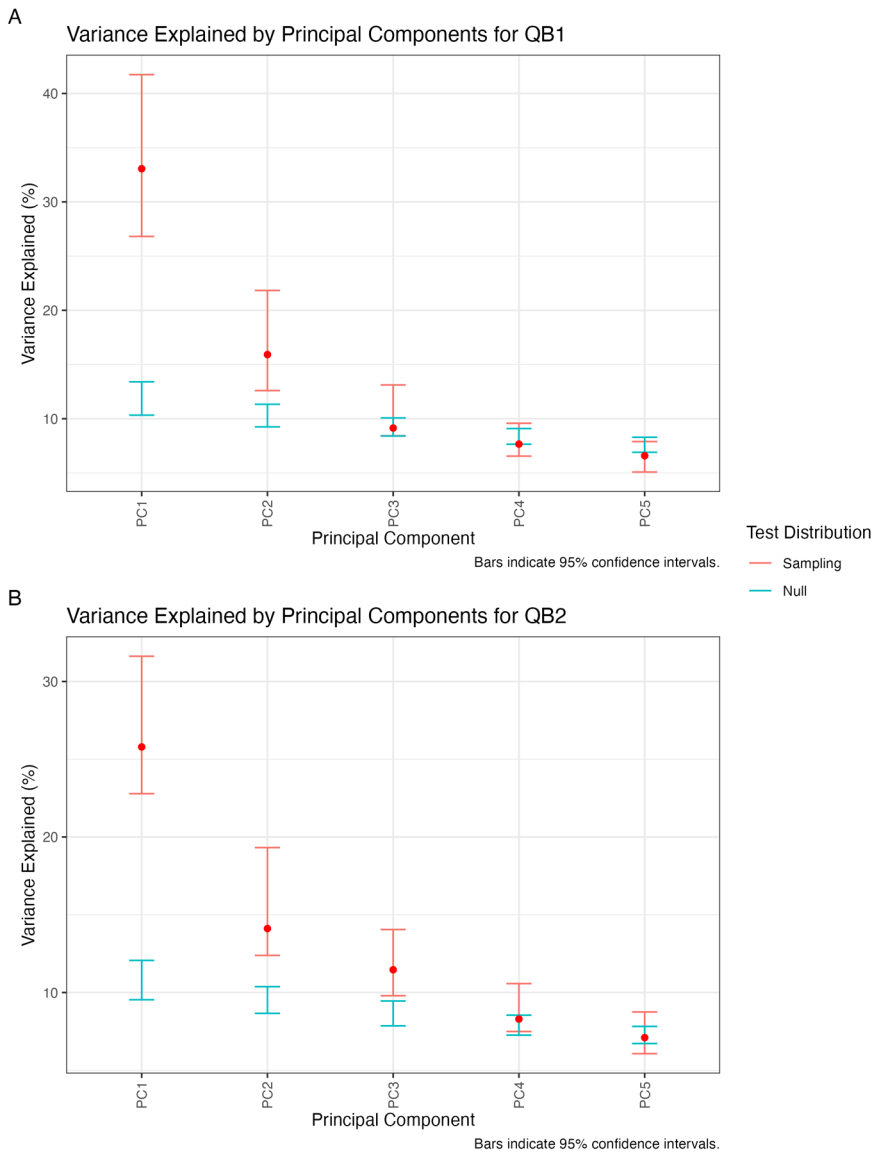 A
Variance Explained by Principal Components for QB1
Variance Explained (%)
40
30
20
10
PC1
PC2
PC3
PC4
PC5
Principal Component
Bars indicate 95% confidence intervals.
Test Distribution
Sampling
Null
B
Variance Explained by Principal Components for QB2
Variance Explained (%)
30
20
10
PC1
PC2
PC3
PC4
PC5
Principal Component
Bars indicate 95% confidence intervals.